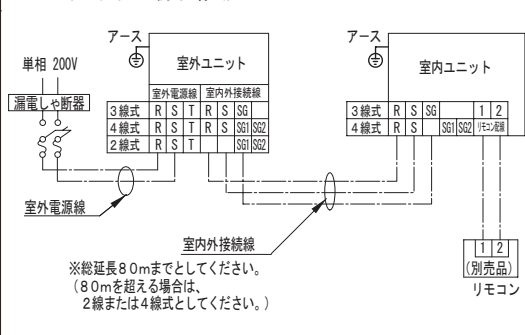 アース
単相 200V
漏電しゃ断器
室外ユニット
室外電源線 室内外接続線
3線式 R S T R S SG
4線式 R S T R S SG1 SG2
2線式 R S T SG1 SG2
室外電源線
アース
室内ユニット
3線式 R S SG 1 2
4線式 R S SG1 SG2 リモコン配線
室内外接続線
※総延長80mまでとしてください。
(80mを超える場合は、
2線または4線式としてください。)
1 2
(別売品)
リモコン